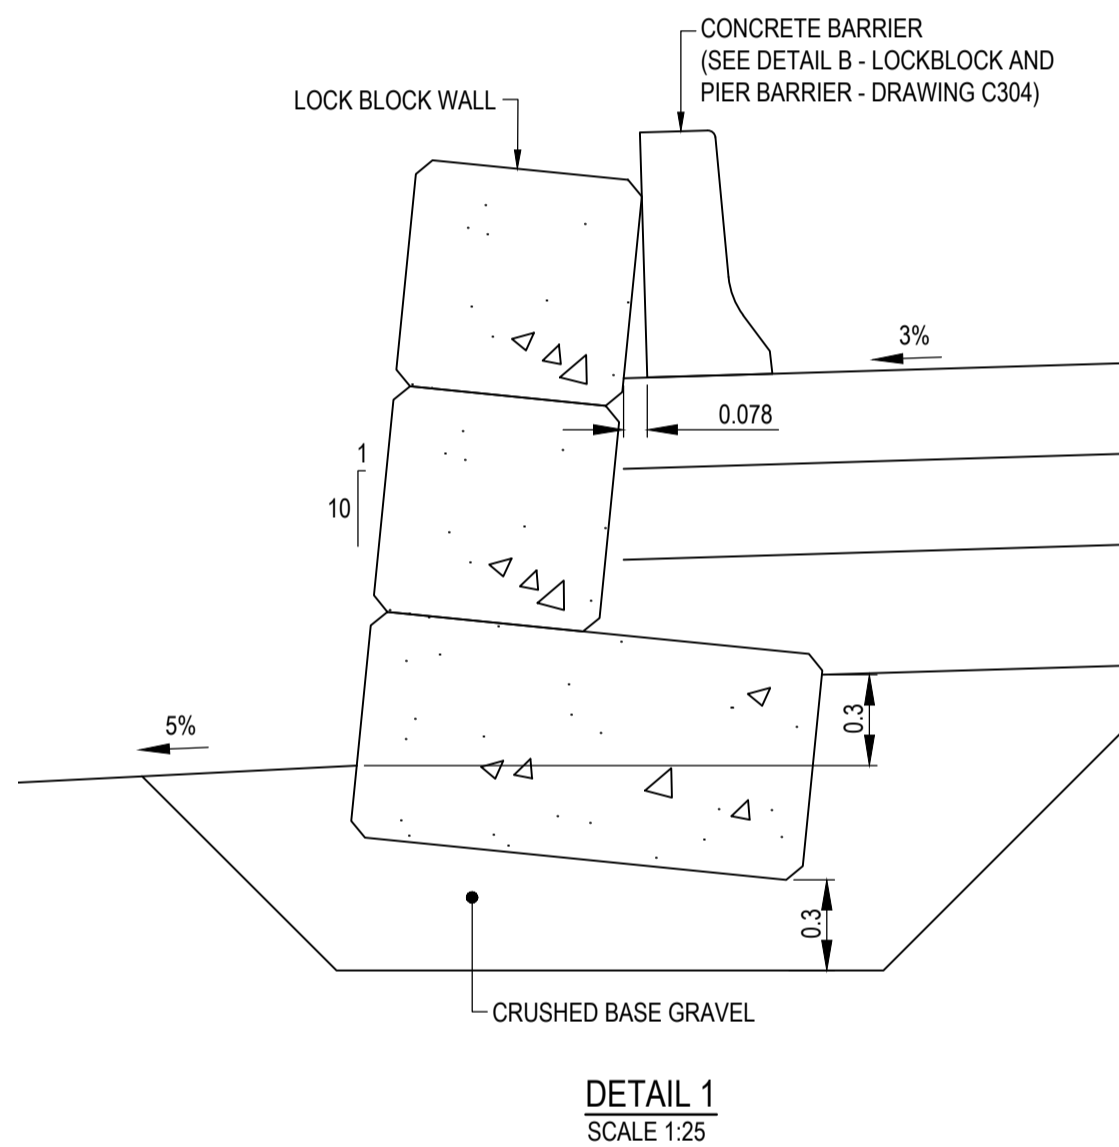 CONCRETE BARRIER
(SEE DETAIL B - LOCKBLOCK AND
PIER BARRIER - DRAWING C304)
LOCK BLOCK WALL
3%
0.078
1
10
0.3
5%
0.3
CRUSHED BASE GRAVEL
DETAIL 1
SCALE 1:25